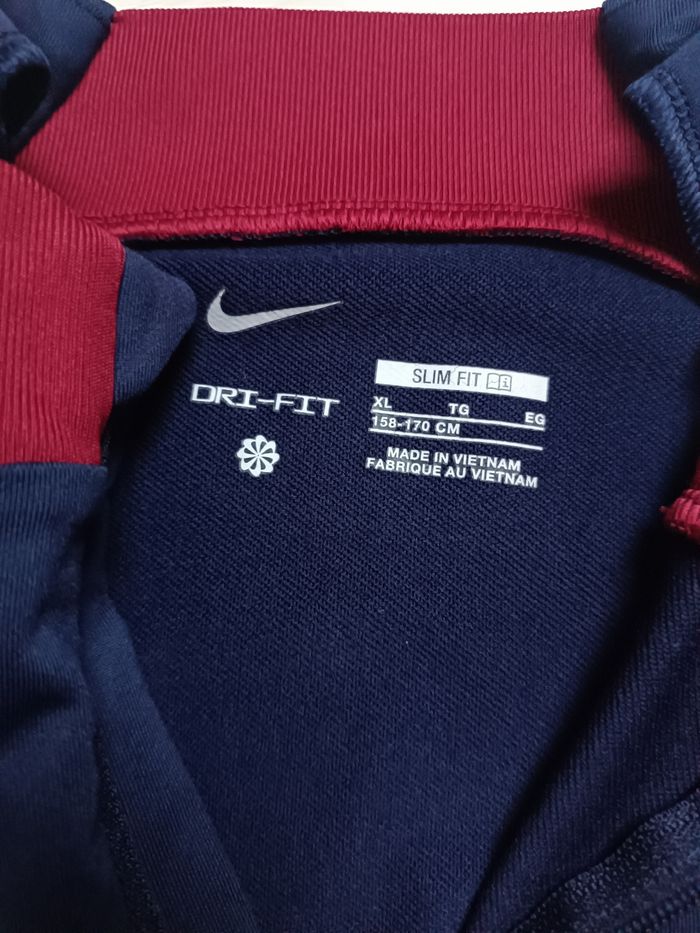 SLIM FIT
DRI-FIT
XL TG EG
158-170 CM
MADE IN VIETNAM
FABRIQUE AU VIETNAM